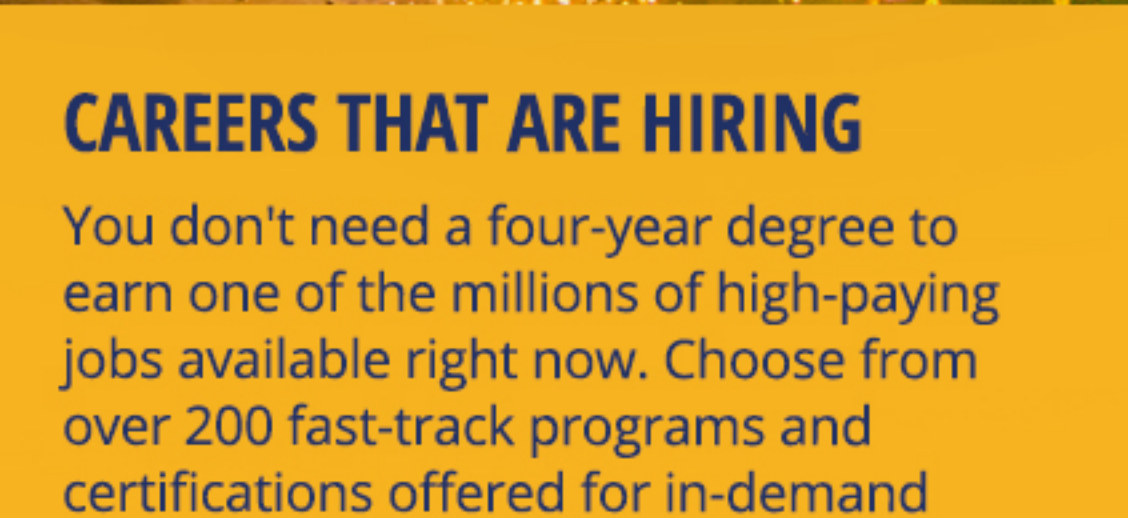 CAREERS THAT ARE HIRING
You don't need a four-year degree to
earn one of the millions of high-paying
jobs available right now. Choose from
over 200 fast-track programs and
certifications offered for in-demand